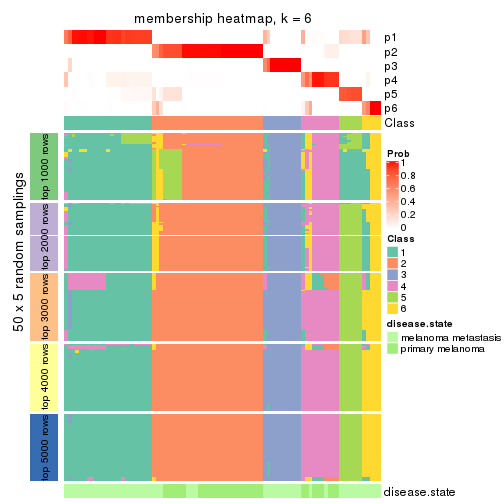 membership heatmap, k = 6
p1
p2
p3
p4
p5
p6
Class
50 x 5 random samplings
top 1000 rows
top 2000 rows
top 3000 rows
top 4000 rows
top 5000 rows
Prob
1
0.8
0.6
0.4
0.2
0
Class
1
2
3
4
5
6
disease.state
melanoma metastasis
primary melanoma
disease.state